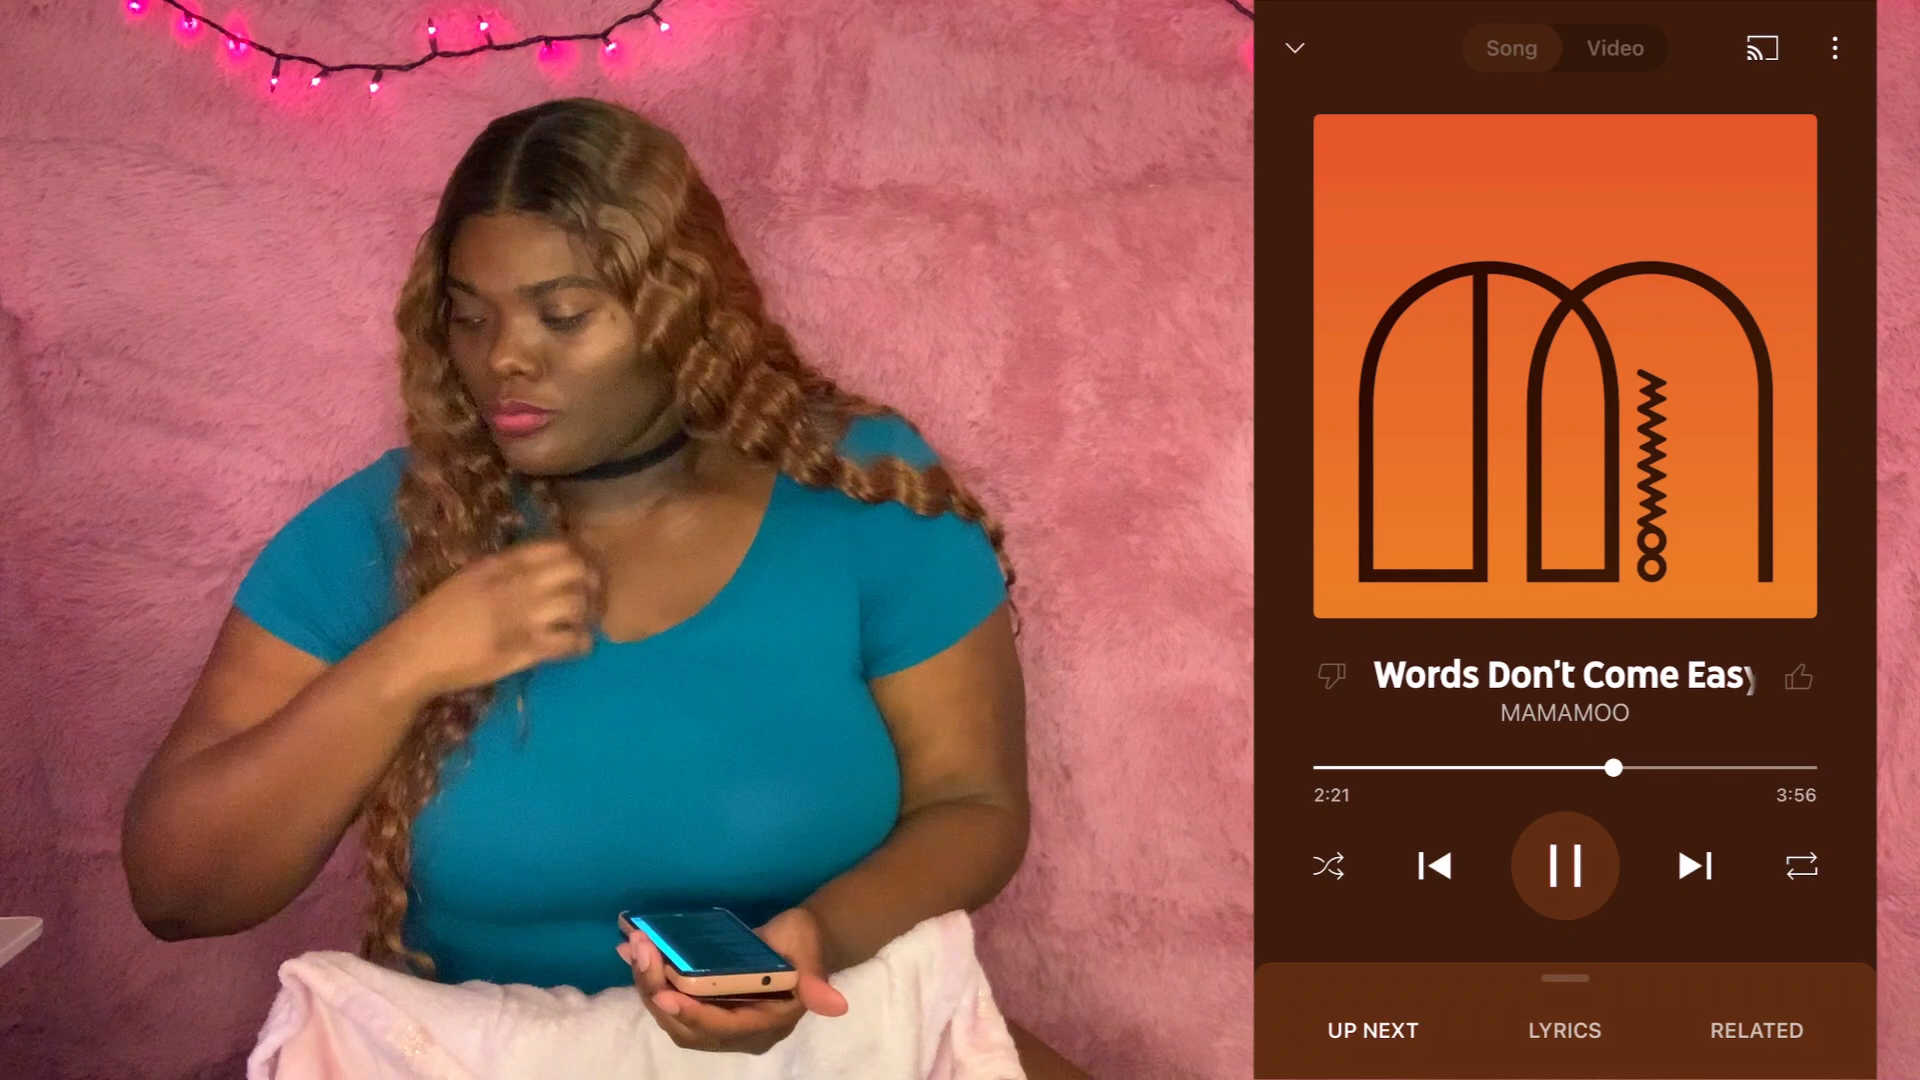 Song Video
Words Don't Come Easy
MAMAMOO
2:21 3:56
UP NEXT LYRICS RELATED